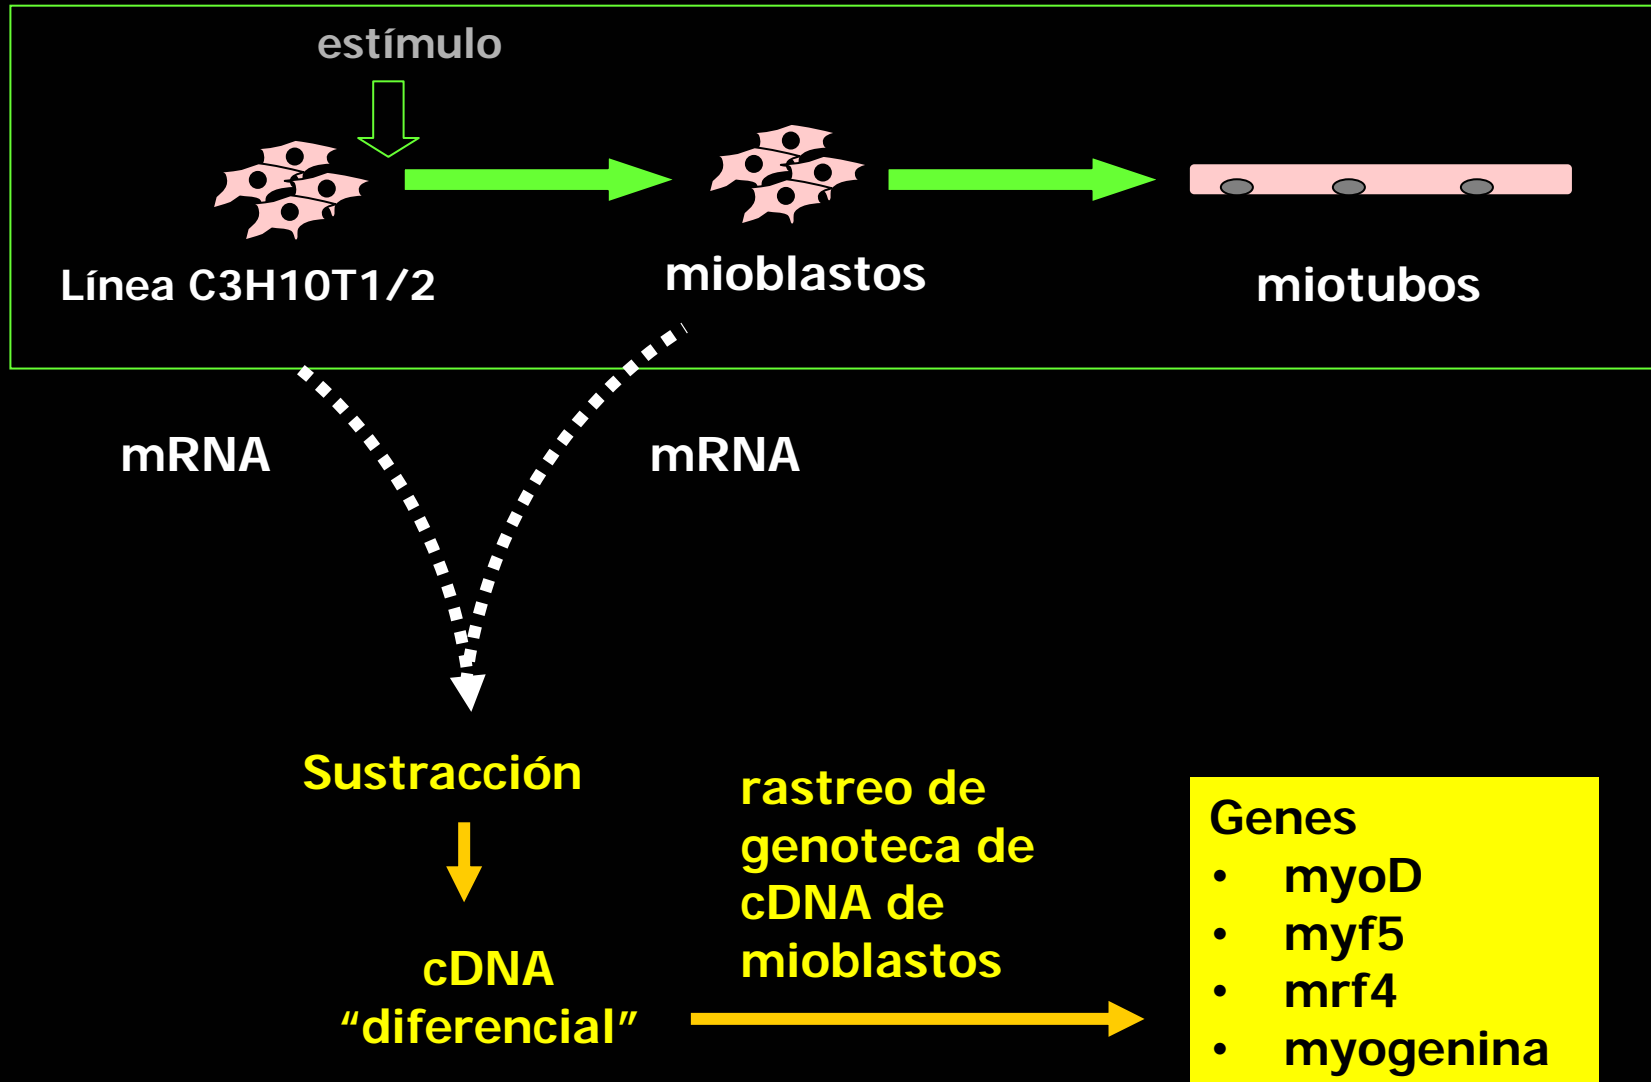 estímulo
Línea C3H10T1/2
mioblastos
miotubos
mRNA
mRNA
Sustracción
cDNA
“diferencial”
rastreo de
genoteca de
cDNA de
mioblastos
Genes
• myoD
• myf5
• mrf4
• myogenina